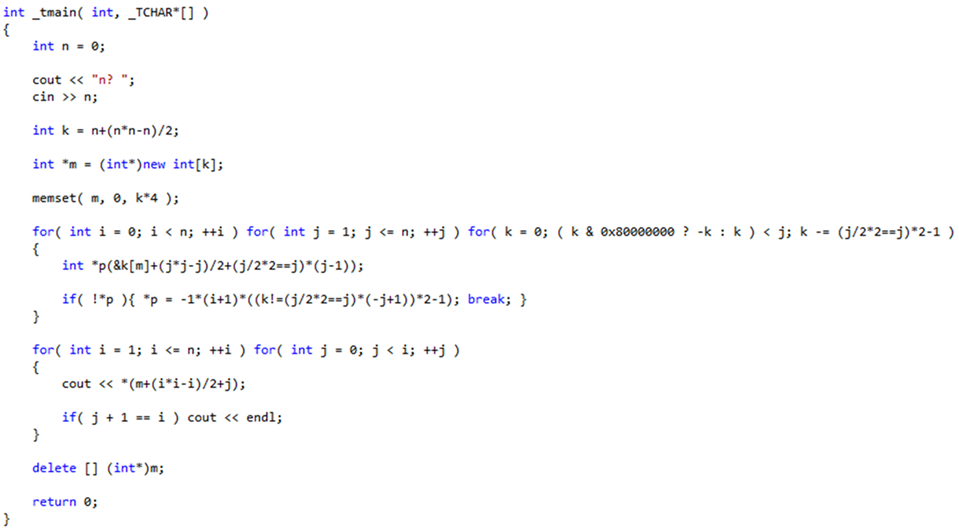 int _tmain( int, _TCHAR*[] )
{
    int n = 0;

    cout << "n? ";
    cin >> n;

    int k = n+(n*n-n)/2;

    int *m = (int*)new int[k];

    memset( m, 0, k*4 );

    for( int i = 0; i < n; ++i ) for( int j = 1; j <= n; ++j ) for( k = 0; ( k & 0x80000000 ? -k : k ) < j; k -= (j/2*2==j)*2-1 )
    {
        int *p(&k[m]+(j*j-j)/2+(j/2*2==j)*(j-1));

        if( !*p ){ *p = -1*(i+1)*((k!=(j/2*2==j)*(-j+1))*2-1); break; }
    }

    for( int i = 1; i <= n; ++i ) for( int j = 0; j < i; ++j )
    {
        cout << *(m+(i*i-i)/2+j);

        if( j + 1 == i ) cout << endl;
    }

    delete [] (int*)m;

    return 0;
}